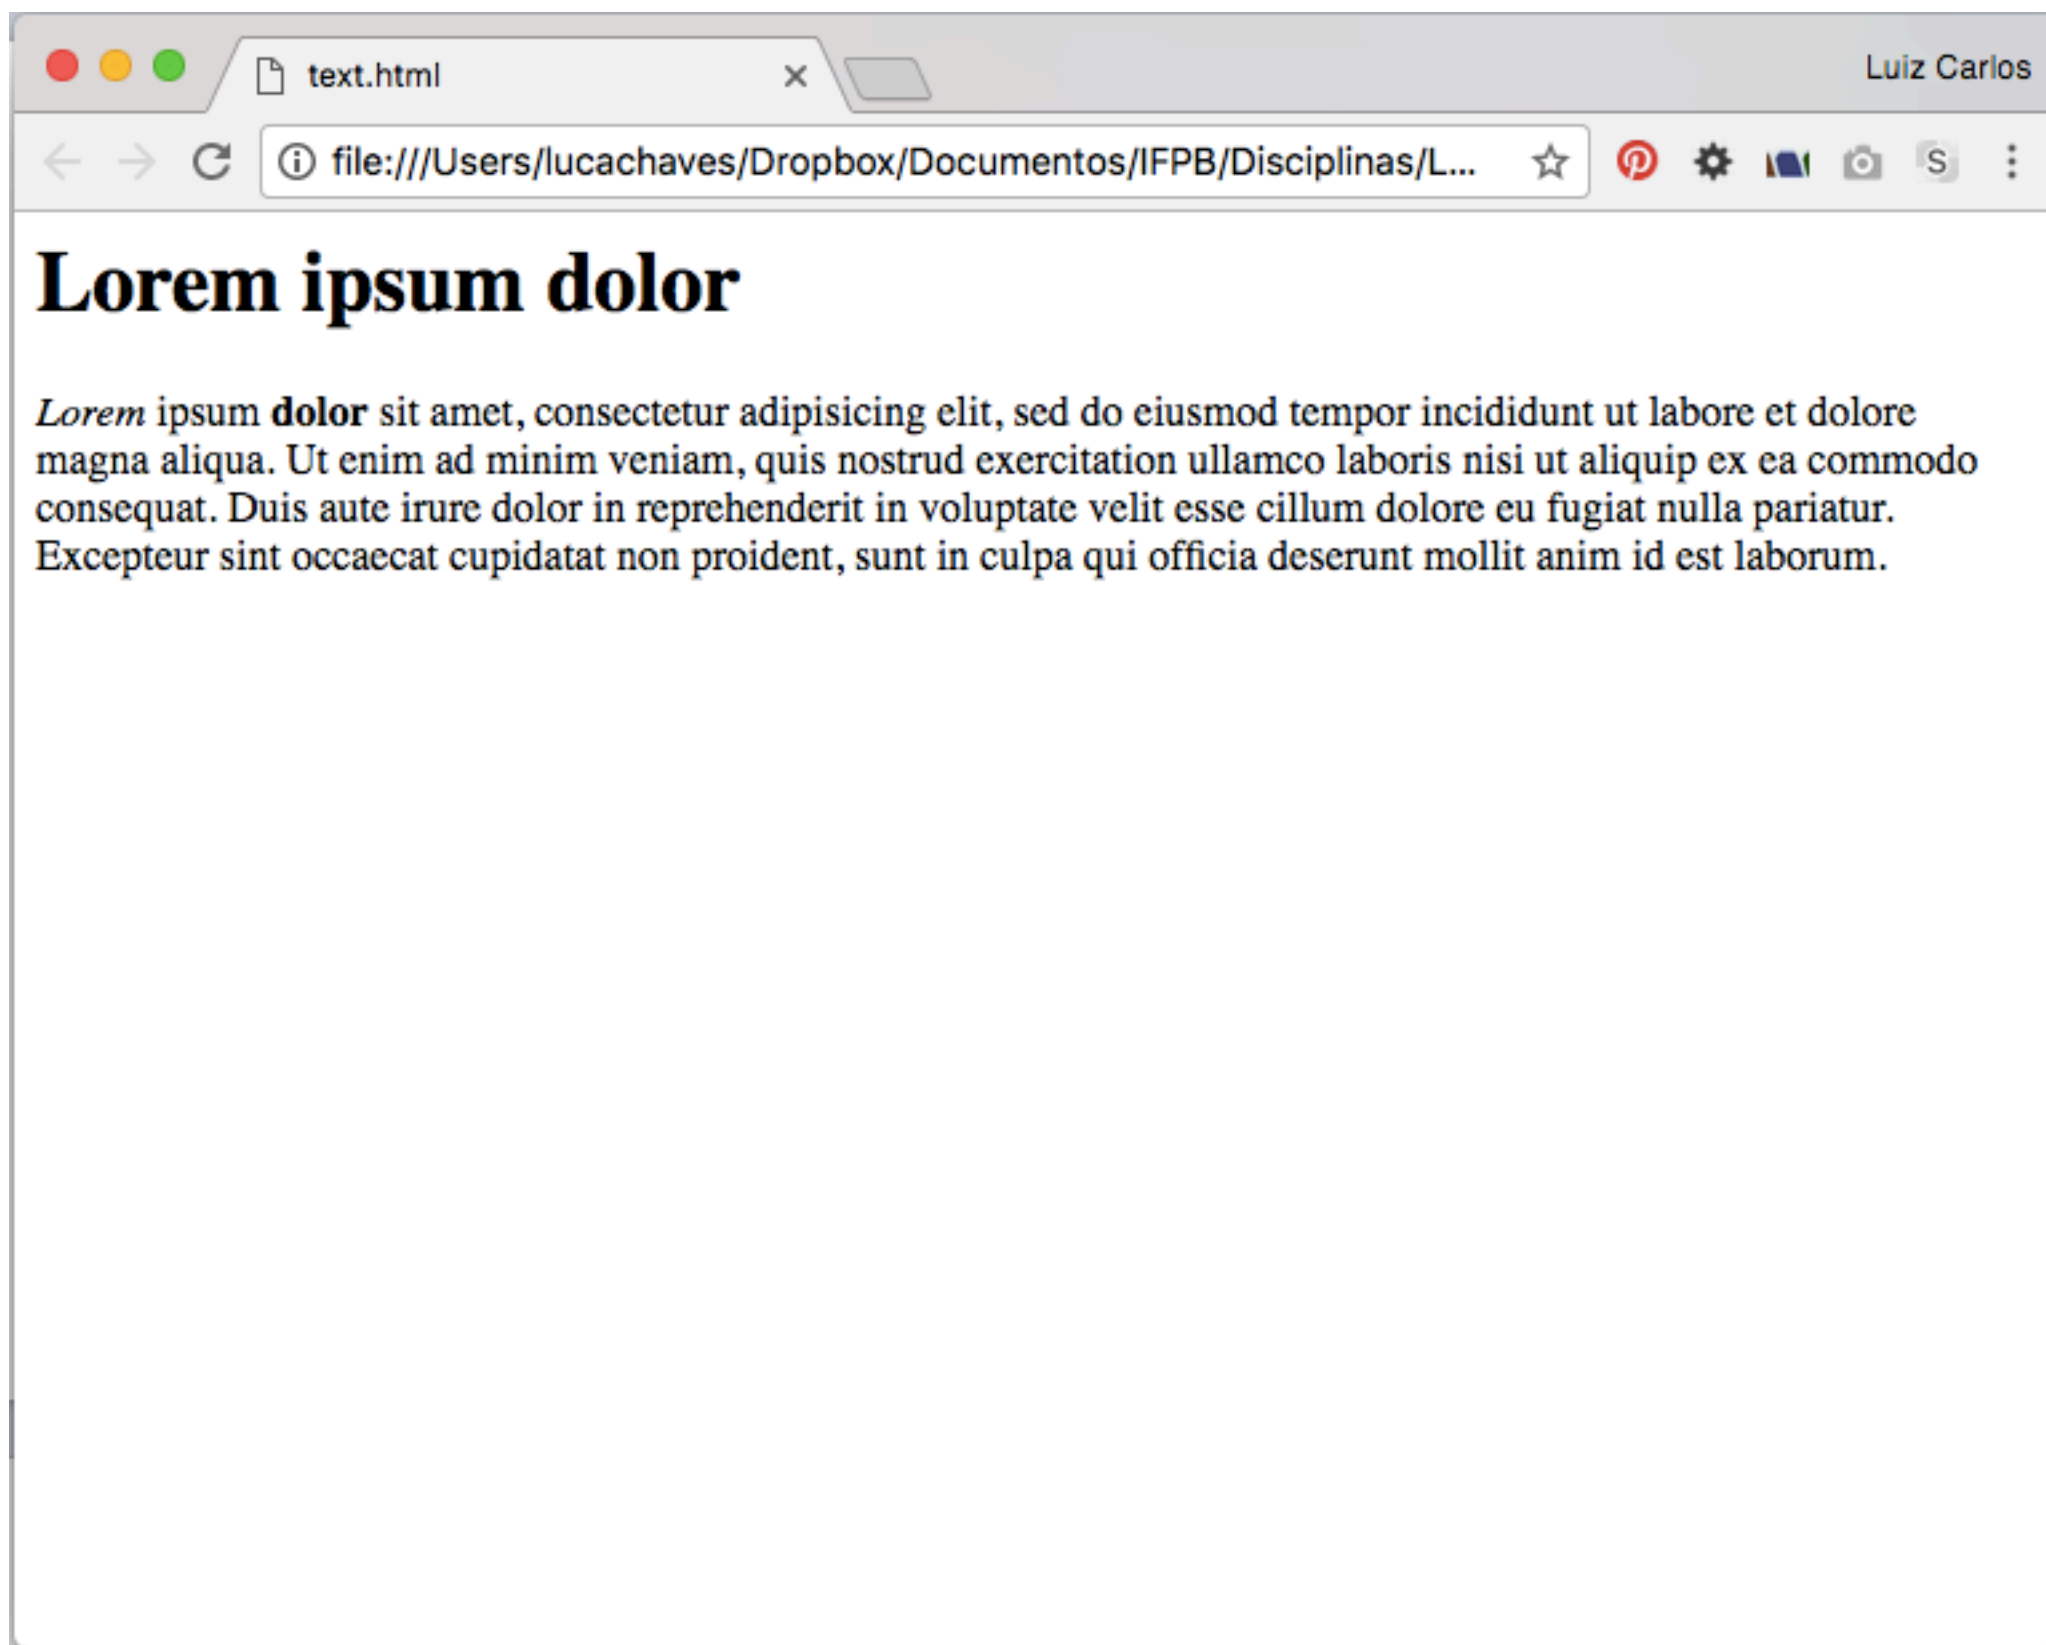 text.html
Luiz Carlos
file:///Users/lucachaves/Dropbox/Documentos/IFPB/Disciplinas/L...
S
Lorem ipsum dolor
Lorem ipsum dolor sit amet, consectetur adipisicing elit, sed do eiusmod tempor incididunt ut labore et dolore
magna aliqua. Ut enim ad minim veniam, quis nostrud exercitation ullamco laboris nisi ut aliquip ex ea commodo
consequat. Duis aute irure dolor in reprehenderit in voluptate velit esse cillum dolore eu fugiat nulla pariatur.
Excepteur sint occaecat cupidatat non proident, sunt in culpa qui officia deserunt mollit anim id est laborum.